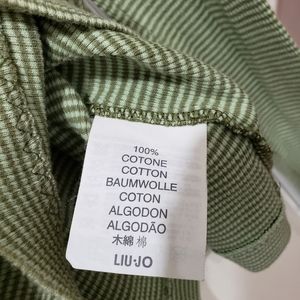 100%
COTONE
COTTON
BAUMWOLLE
COTON
ALGODON
ALGODÃO
木綿 棉
LIU·JO